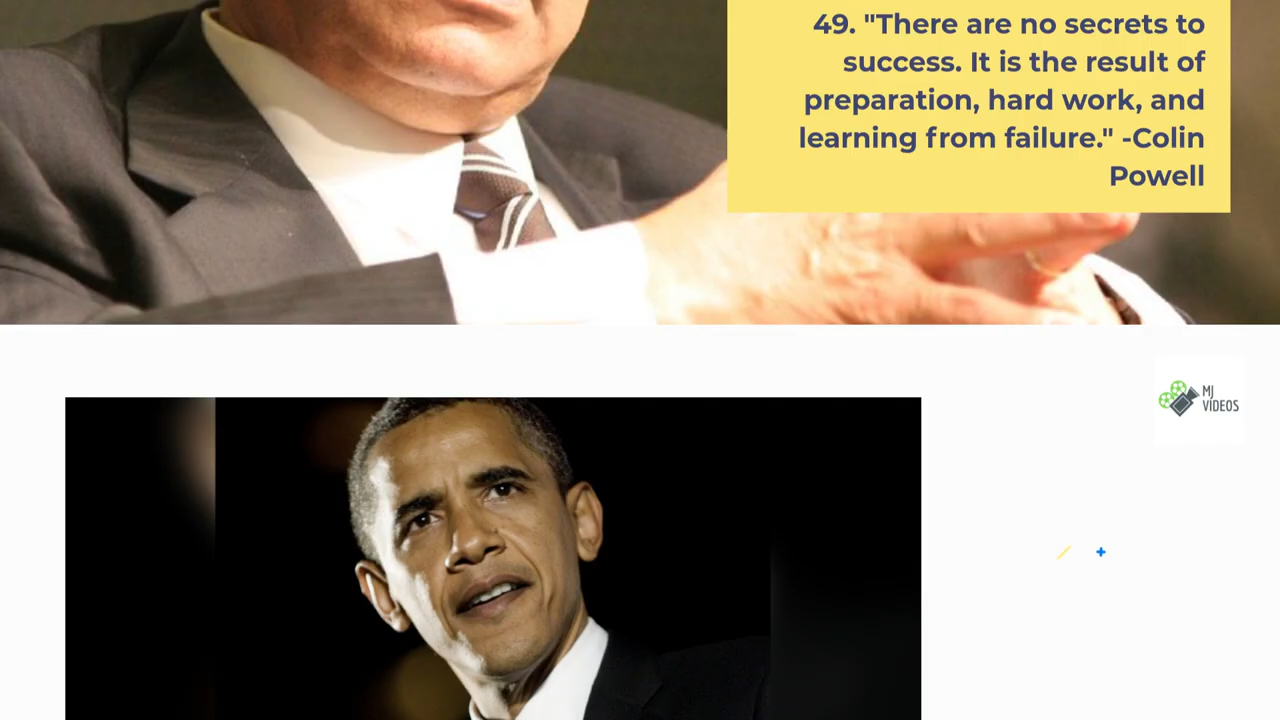 49. "There are no secrets to
success. It is the result of
preparation, hard work, and
learning from failure." -Colin
Powell
MJ
VIDEOS